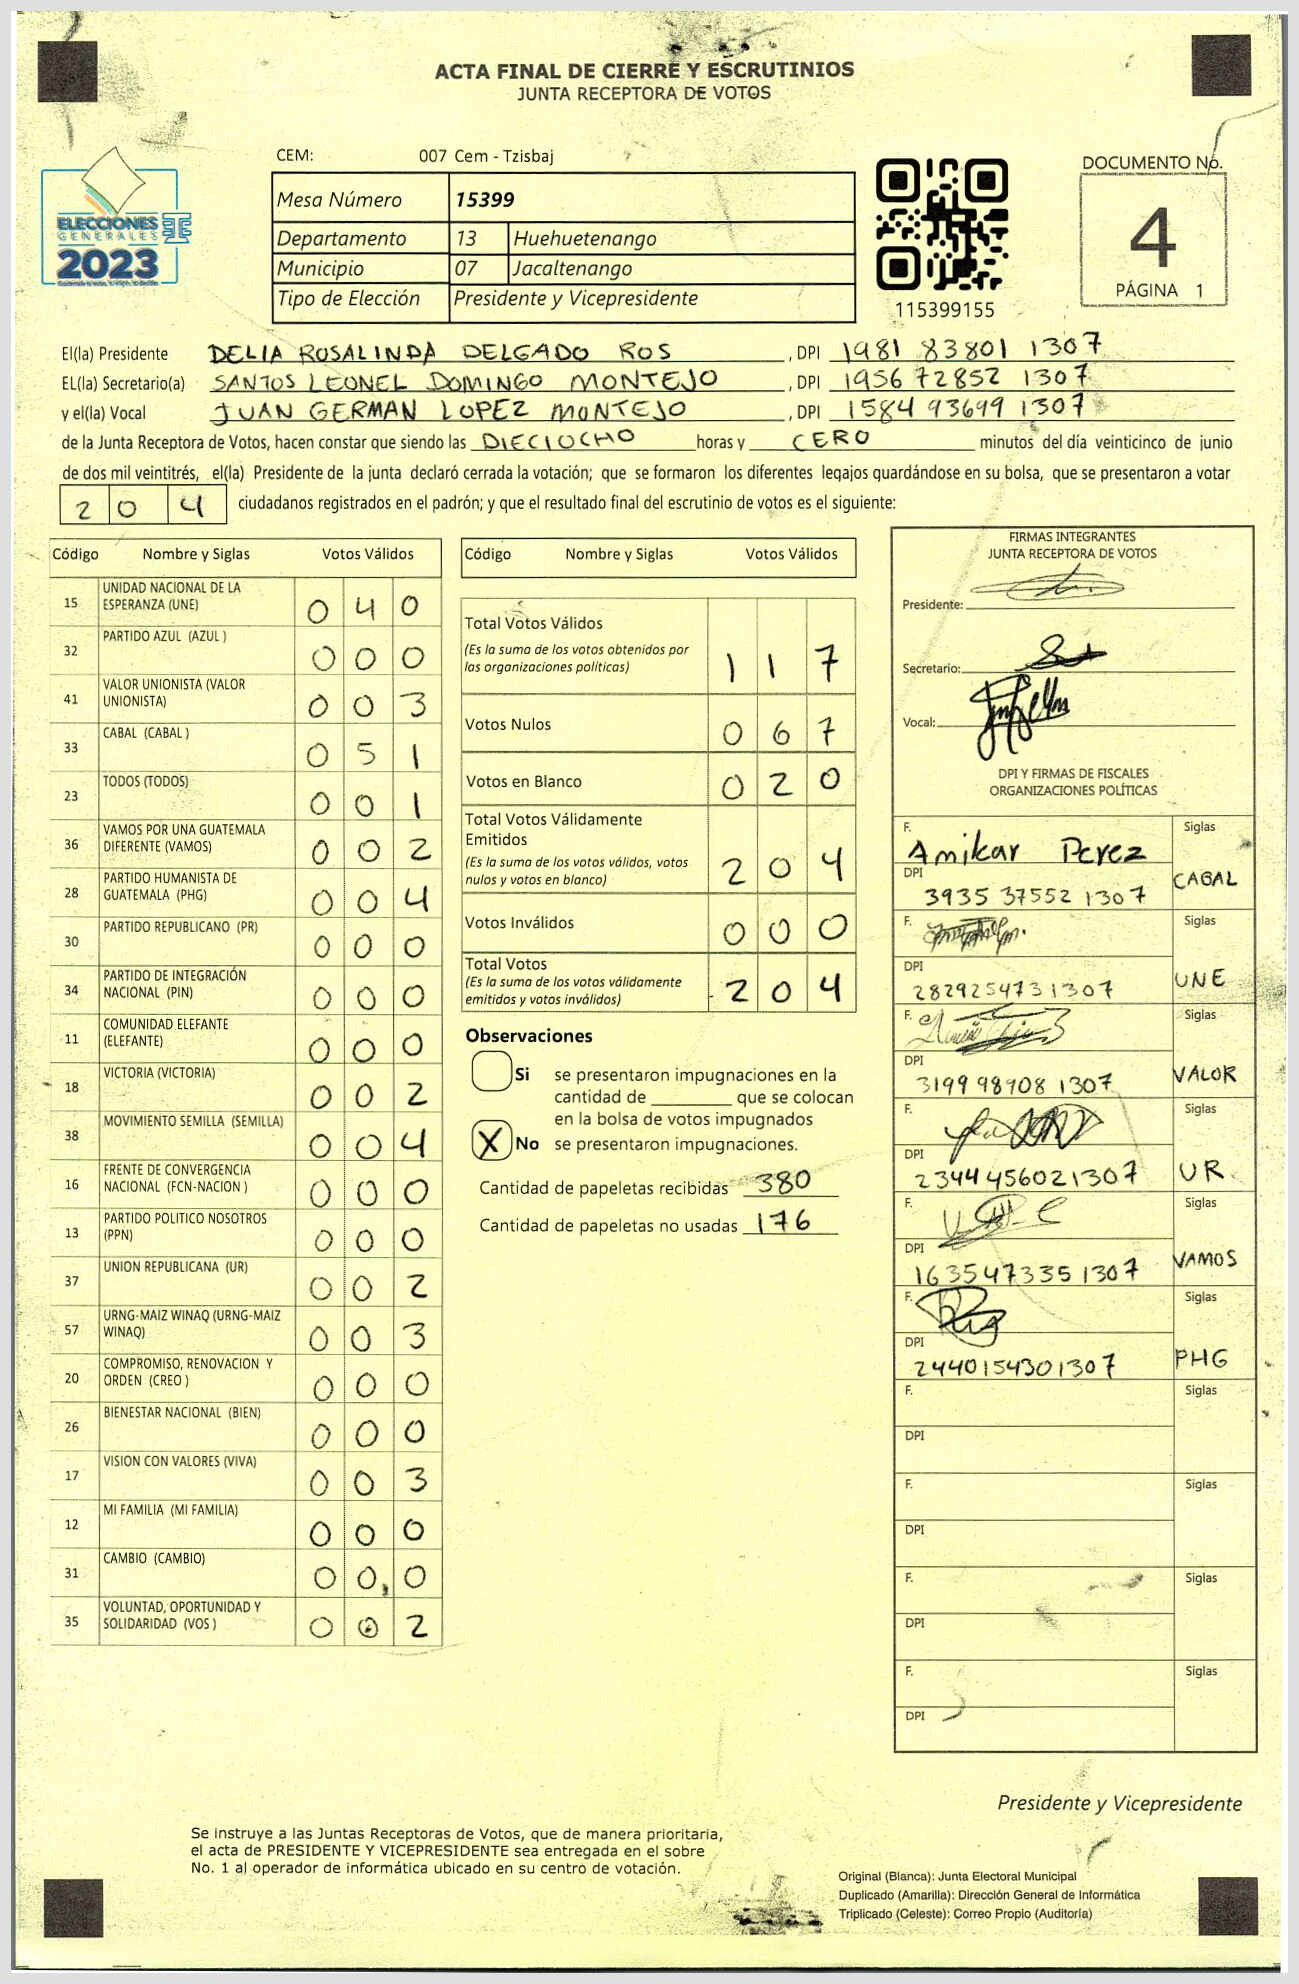 ACTA FINAL DE CIERRE Y ESCRUTINIOS
JUNTA RECEPTORA DE VOTOS
CEM: 007 Cem - Tzisbaj
DOCUMENTO No.
4
PÁGINA 1
ELECCIONES
GENERALES
2023
Mesa Número 15399
Departamento 13 Huehuetenango
Municipio 07 Jacaltenango
Tipo de Elección Presidente y Vicepresidente
115399155
El(la) Presidente DELIA ROSALINDA DELGADO ROS , DPI 1981 83801 1307
EL(la) Secretario(a) SANTOS LEONEL DOMINGO MONTEJO , DPI 1956 72852 1307
y el(la) Vocal JUAN GERMAN LOPEZ MONTEJO , DPI 1584 93699 1307
de la Junta Receptora de Votos, hacen constar que siendo las DIECIOCHO horas y CERO minutos del día veinticinco de junio
de dos mil veintitrés, el(la) Presidente de la junta declaró cerrada la votación; que se formaron los diferentes legajos guardándose en su bolsa, que se presentaron a votar
204 ciudadanos registrados en el padrón; y que el resultado final del escrutinio de votos es el siguiente:
Código Nombre y Siglas Votos Válidos
15 UNIDAD NACIONAL DE LA
ESPERANZA (UNE) 0 4 0
32 PARTIDO AZUL (AZUL ) 0 0 0
41 VALOR UNIONISTA (VALOR
UNIONISTA) 0 0 3
33 CABAL (CABAL ) 0 5 1
23 TODOS (TODOS) 0 0 1
36 VAMOS POR UNA GUATEMALA
DIFERENTE (VAMOS) 0 0 2
28 PARTIDO HUMANISTA DE
GUATEMALA (PHG) 0 0 4
30 PARTIDO REPUBLICANO (PR) 0 0 0
34 PARTIDO DE INTEGRACIÓN
NACIONAL (PIN) 0 0 0
11 COMUNIDAD ELEFANTE
(ELEFANTE) 0 0 0
18 VICTORIA (VICTORIA) 0 0 2
38 MOVIMIENTO SEMILLA (SEMILLA) 0 0 4
16 FRENTE DE CONVERGENCIA
NACIONAL (FCN-NACION ) 0 0 0
13 PARTIDO POLITICO NOSOTROS
(PPN) 0 0 0
37 UNION REPUBLICANA (UR) 0 0 2
57 URNG-MAIZ WINAQ (URNG-MAIZ
WINAQ) 0 0 3
20 COMPROMISO, RENOVACION Y
ORDEN (CREO ) 0 0 0
26 BIENESTAR NACIONAL (BIEN) 0 0 0
17 VISION CON VALORES (VIVA) 0 0 3
12 MI FAMILIA (MI FAMILIA) 0 0 0
31 CAMBIO (CAMBIO) 0 0 0
35 VOLUNTAD, OPORTUNIDAD Y
SOLIDARIDAD (VOS ) 0 0 2
Código Nombre y Siglas Votos Válidos
Total Votos Válidos
(Es la suma de los votos obtenidos por
las organizaciones políticas) 1 1 7
Votos Nulos 0 6 7
Votos en Blanco 0 2 0
Total Votos Válidamente
Emitidos
(Es la suma de los votos válidos, votos
nulos y votos en blanco) 2 0 4
Votos Inválidos 0 0 0
Total Votos
(Es la suma de los votos válidamente
emitidos y votos inválidos) 2 0 4
Observaciones
Si se presentaron impugnaciones en la
cantidad de ________ que se colocan
en la bolsa de votos impugnados
X No se presentaron impugnaciones.
Cantidad de papeletas recibidas 380
Cantidad de papeletas no usadas 176
FIRMAS INTEGRANTES
JUNTA RECEPTORA DE VOTOS
Presidente:
Secretario:
Vocal:
DPI Y FIRMAS DE FISCALES
ORGANIZACIONES POLÍTICAS
F. Amikar Perez Siglas
DPI 3935 37552 1307 CABAL
F. Siglas
DPI 2829254731307 UNE
F. Siglas
DPI 3199 98908 1307 VALOR
F. Siglas
DPI 2344 456021307 UR
F. Siglas
DPI 1635473351307 VAMOS
F. Siglas
DPI 2440154301307 PHG
F. Siglas
DPI
F. Siglas
DPI
F. Siglas
DPI
F. Siglas
DPI
Presidente y Vicepresidente
Se instruye a las Juntas Receptoras de Votos, que de manera prioritaria,
el acta de PRESIDENTE Y VICEPRESIDENTE sea entregada en el sobre
No. 1 al operador de informática ubicado en su centro de votación.
Original (Blanca): Junta Electoral Municipal
Duplicado (Amarilla): Dirección General de Informática
Triplicado (Celeste): Correo Propio (Auditoría)